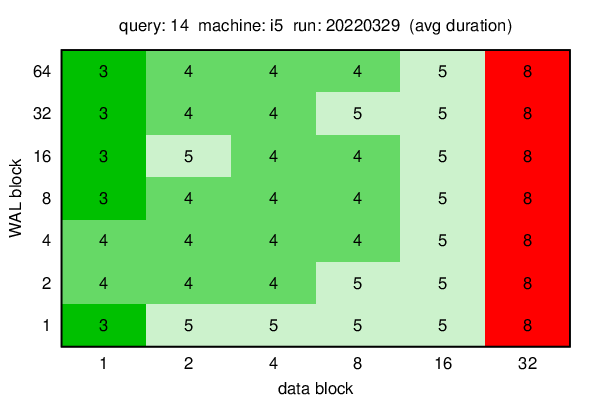 query: 14 machine: i5 run: 20220329 (avg duration)
64 3 4 4 4 5 8
32 3 4 4 5 5 8
16 3 5 4 4 5 8
8 3 4 4 4 5 8
4 4 4 4 4 5 8
2 4 4 4 5 5 8
1 3 5 5 5 5 8
WAL block
1 2 4 8 16 32
data block